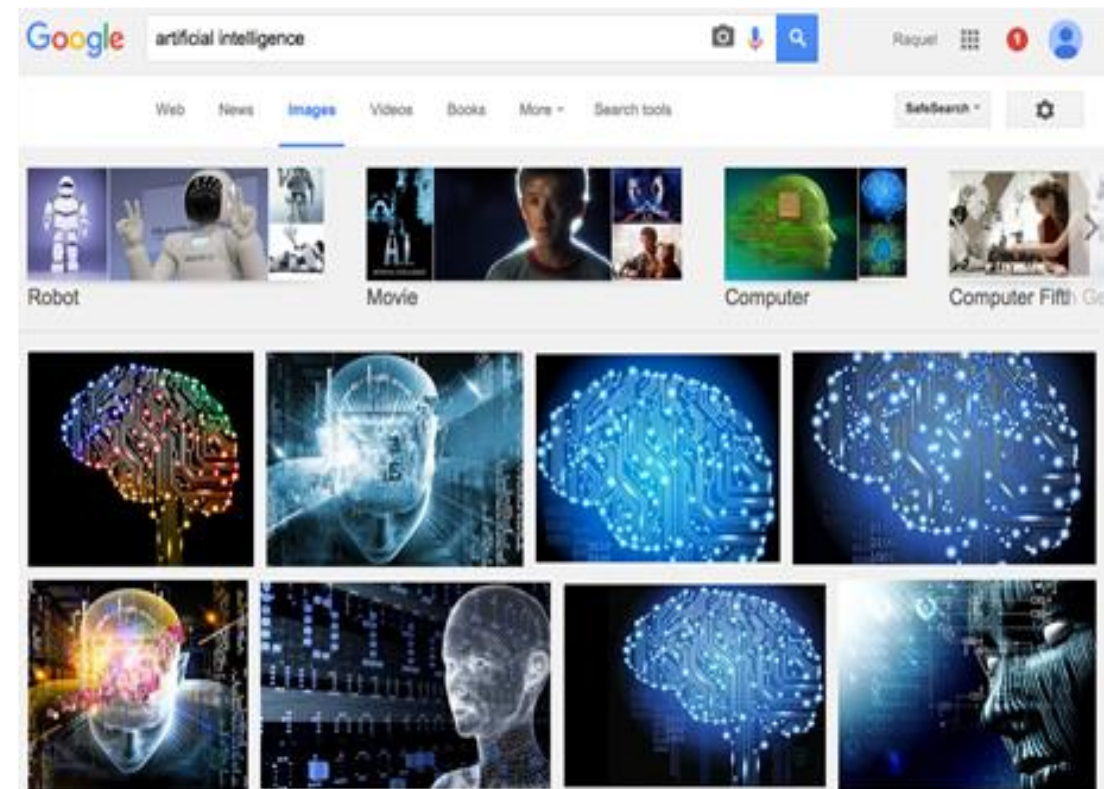 Google artificial intelligence Raquel 1
Web News Images Videos Books More Search tools SafeSearch
Robot Movie Computer Computer Fifth Ge